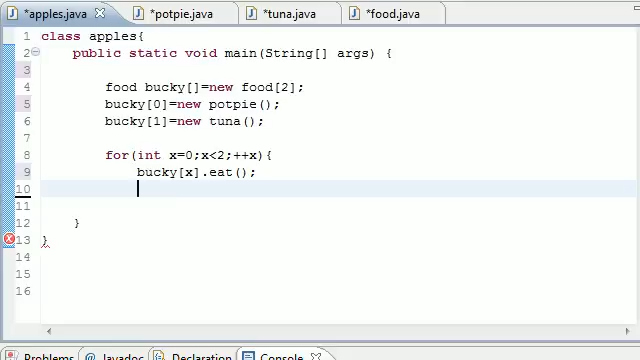 *apples.java *potpie.java *tuna.java *food.java
1 class apples{
2 public static void main(String[] args) {
3
4 food bucky[]=new food[2];
5 bucky[0]=new potpie();
6 bucky[1]=new tuna();
7
8 for(int x=0;x<2;++x){
9 bucky[x].eat();
10
11
12 }
13 }
14
15
16
Problems @ Javadoc Declaration Console